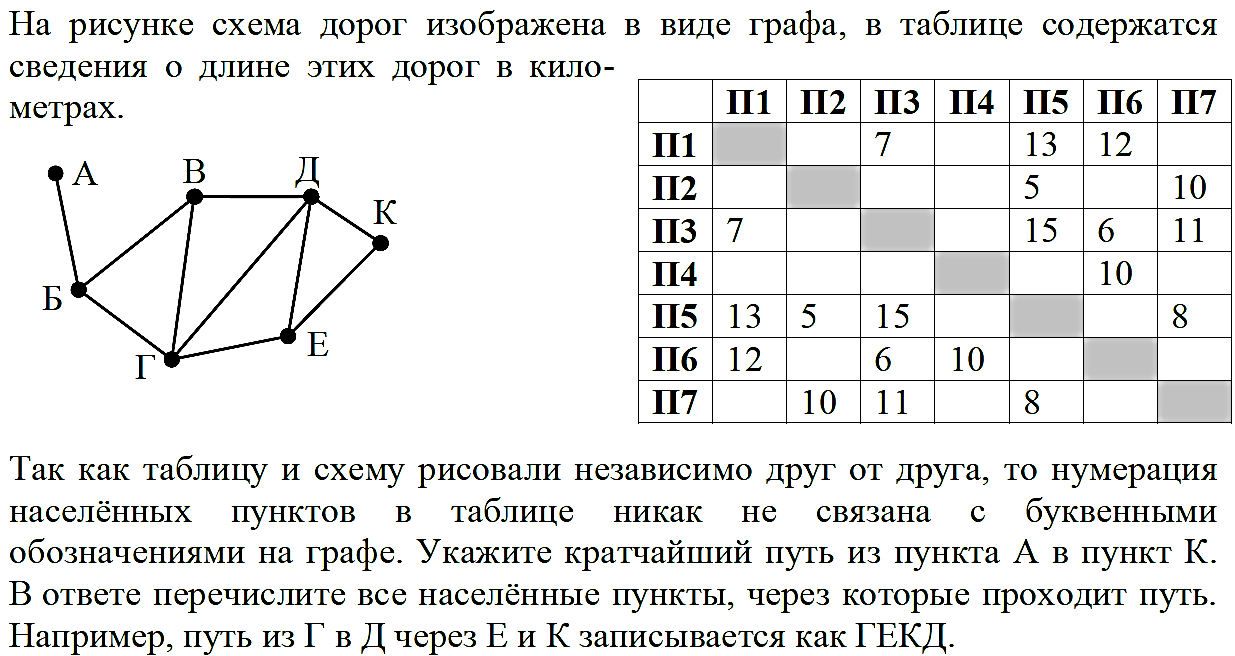 На рисунке схема дорог изображена в виде графа, в таблице содержатся
сведения о длине этих дорог в кило-
метрах.
А
В
Д
К
Б
Г
Е
П1 П2 П3 П4 П5 П6 П7
П1 7 13 12
П2 5 10
П3 7 15 6 11
П4 10
П5 13 5 15 8
П6 12 6 10
П7 10 11 8
Так как таблицу и схему рисовали независимо друг от друга, то нумерация
населённых пунктов в таблице никак не связана с буквенными
обозначениями на графе. Укажите кратчайший путь из пункта А в пункт К.
В ответе перечислите все населённые пункты, через которые проходит путь.
Например, путь из Г в Д через Е и К записывается как ГЕКД.